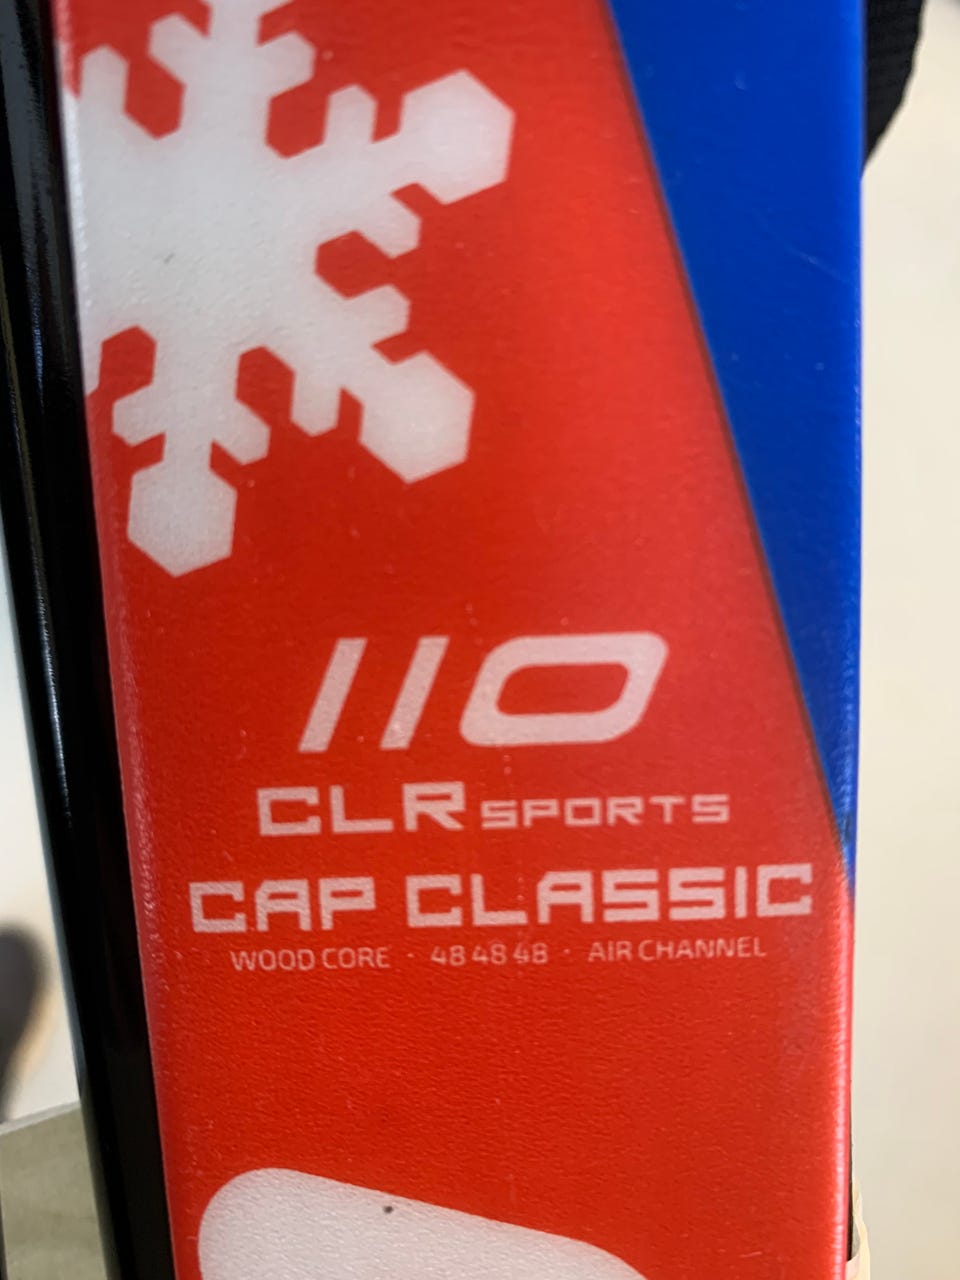 110
CLR SPORTS
CAP CLASSIC
WOOD CORE · 48 48 48 · AIR CHANNEL